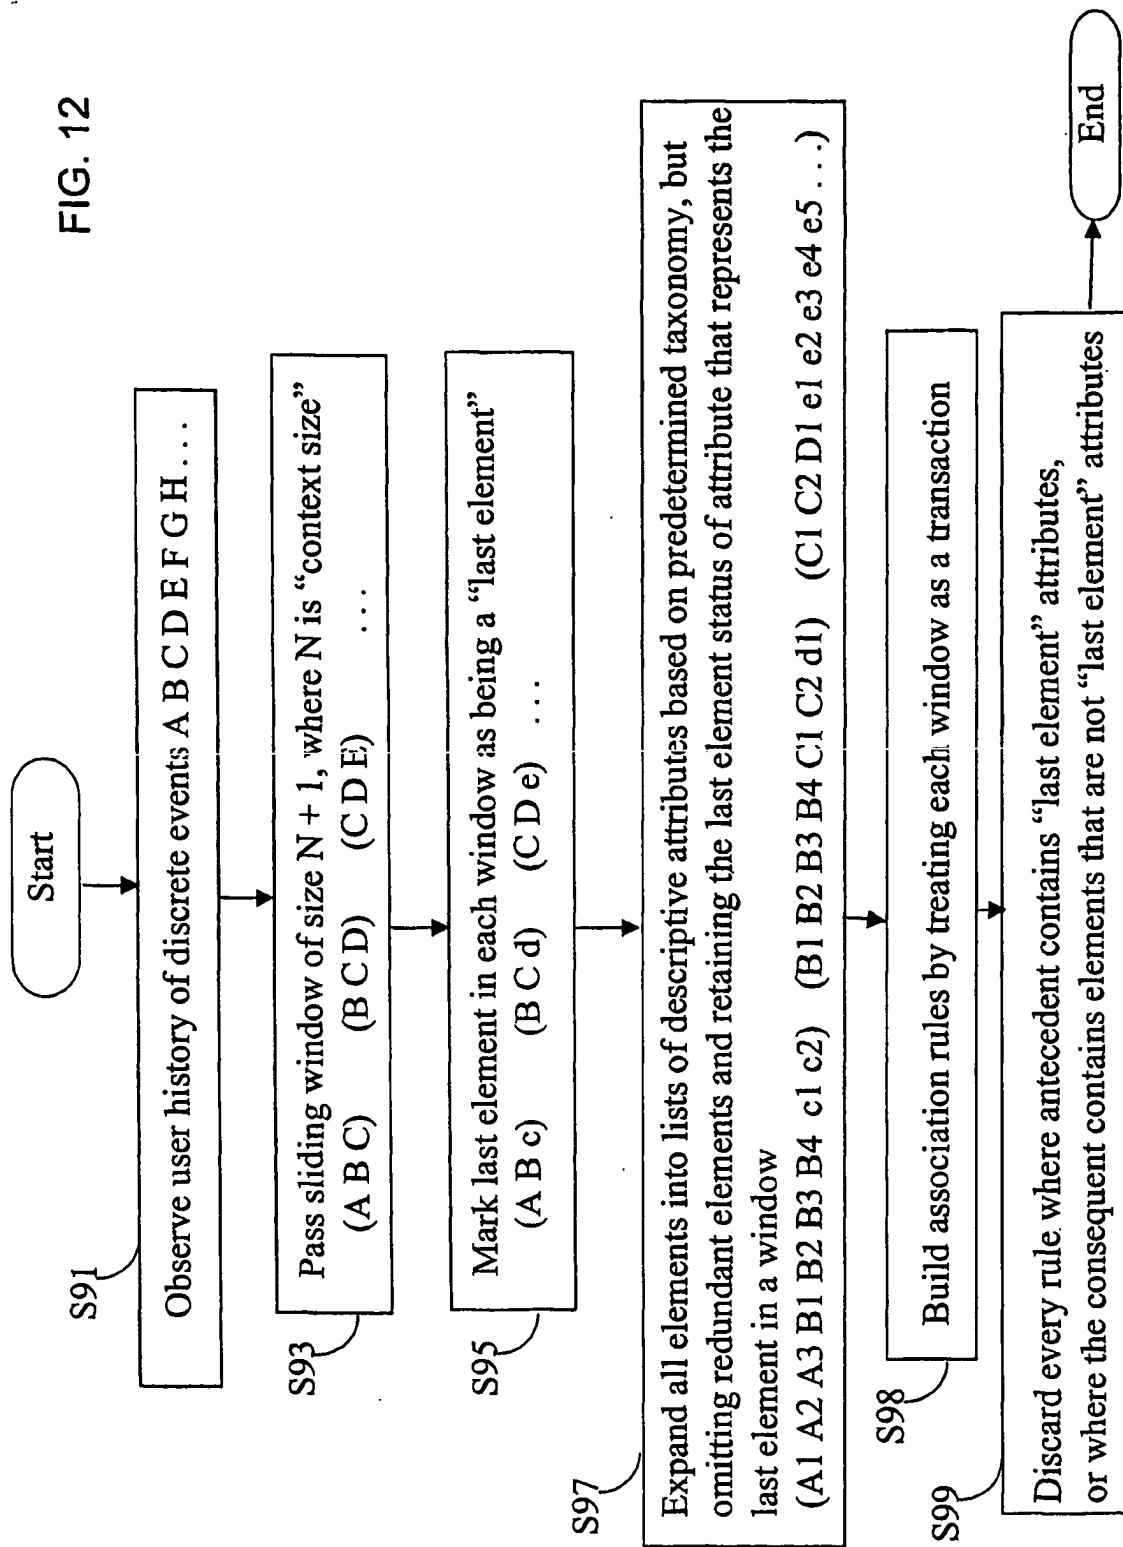 FIG. 12
Start
S91
Observe user history of discrete events A B C D E F G H . . .
S93
Pass sliding window of size N + 1, where N is “context size”
(A B C) (B C D) (C D E) . . .
S95
Mark last element in each window as being a “last element”
(A B c) (B C d) (C D e) . . .
S97
Expand all elements into lists of descriptive attributes based on predetermined taxonomy, but
omitting redundant elements and retaining the last element status of attribute that represents the
last element in a window
(A1 A2 A3 B1 B2 B3 B4 c1 c2) (B1 B2 B3 B4 C1 C2 d1) (C1 C2 D1 e1 e2 e3 e4 e5 . . .)
S98
Build association rules by treating each window as a transaction
S99
Discard every rule where antecedent contains “last element” attributes,
or where the consequent contains elements that are not “last element” attributes
End